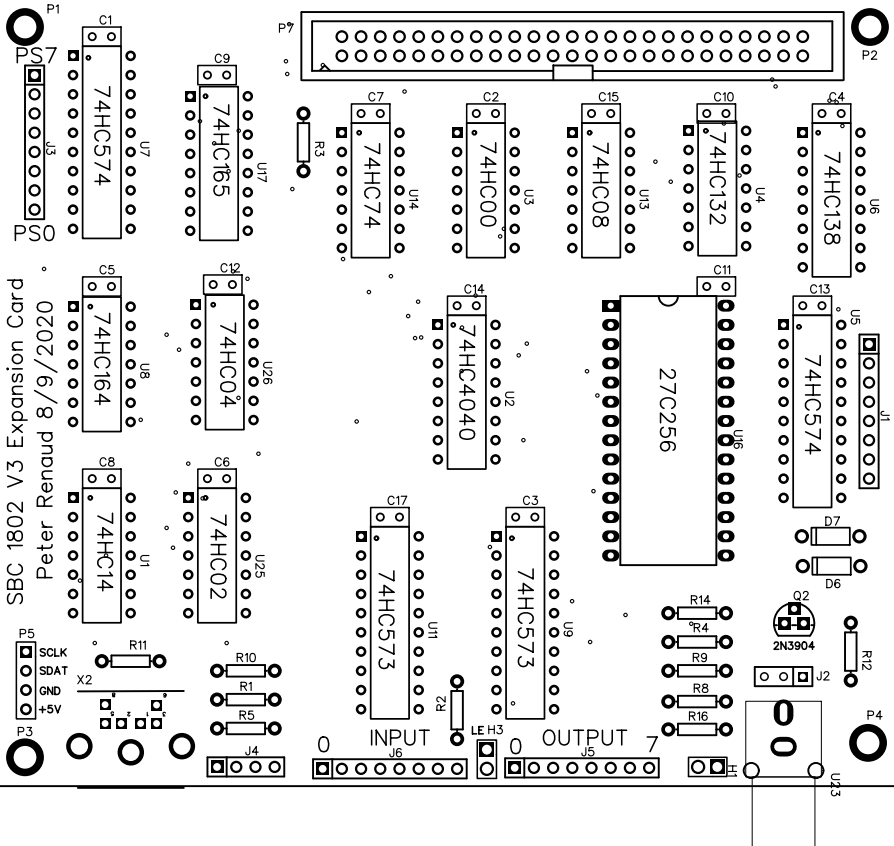 P1
C1
P7
P2
PS7
C9
C7
C2
C15
C10
C4
J3
74HC574
U7
74HC165
U17
R3
74HC74
U14
74HC00
U3
74HC08
U13
74HC132
U4
74HC138
U6
PS0
C5
C12
C14
C11
C13
SBC 1802 V3 Expansion Card
Peter Renaud 8/9/2020
74HC164
U8
74HC04
U26
74HC4040
U2
27C256
U16
74HC574
U5
J1
C8
C6
C17
C3
74HC14
U1
74HC02
U25
74HC573
U11
74HC573
U9
D7
D6
R14
Q2
P5
SCLK
R11
R10
R4
2N3904
SDAT
X2
R9
J2
R12
GND
R1
R2
R8
+5V
R5
R16
P3
P4
INPUT
LE
H3
OUTPUT
0
J4
J6
0
J5
7
H1
U23